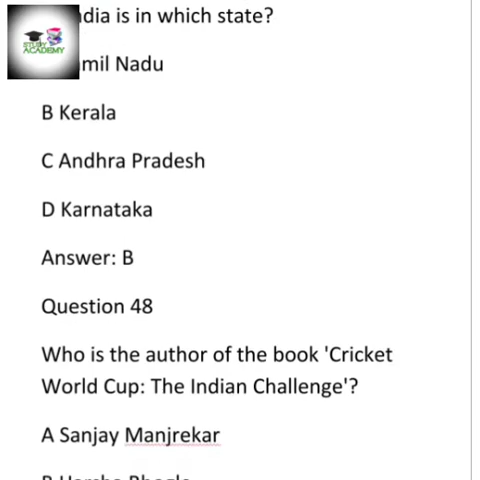 dia is in which state?
STUDY
ACADEMY
mil Nadu
B Kerala
C Andhra Pradesh
D Karnataka
Answer: B
Question 48
Who is the author of the book 'Cricket
World Cup: The Indian Challenge'?
A Sanjay Manjrekar